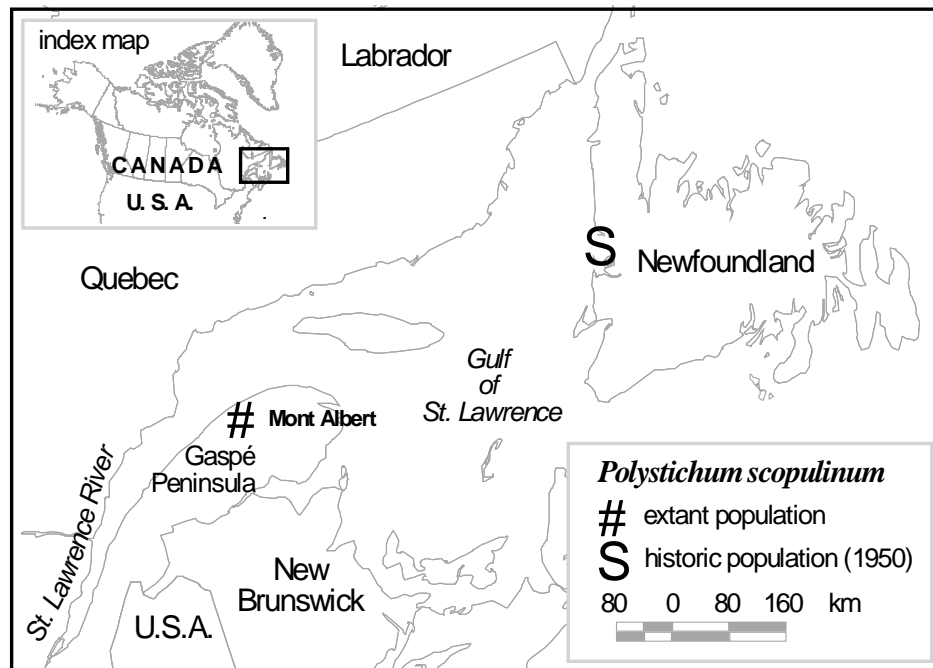 index map
CANADA
U.S.A.
Labrador
Quebec
S
Newfoundland
Gulf
of
St. Lawrence
# Mont Albert
Gaspé
Peninsula
St. Lawrence River
New
Brunswick
U.S.A.
Polystichum scopulinum
# extant population
S historic population (1950)
80 0 80 160 km